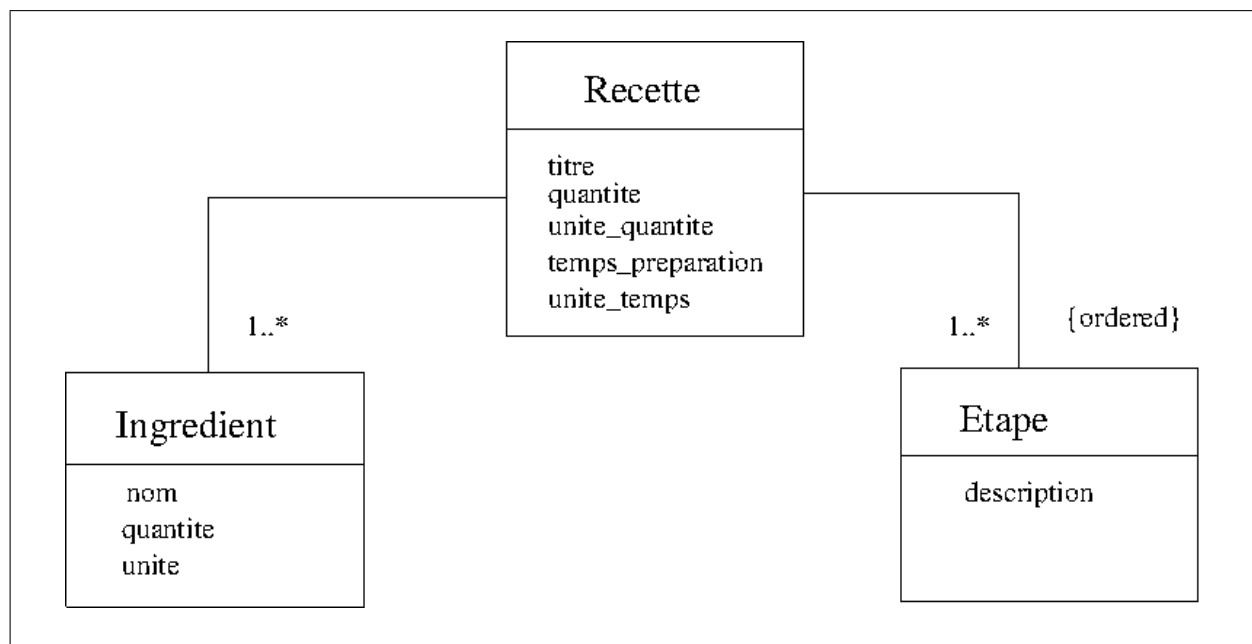 Recette
titre
quantite
unite_quantite
temps_preparation
unite_temps
1..*
1..*
{ordered}
Ingredient
nom
quantite
unite
Etape
description